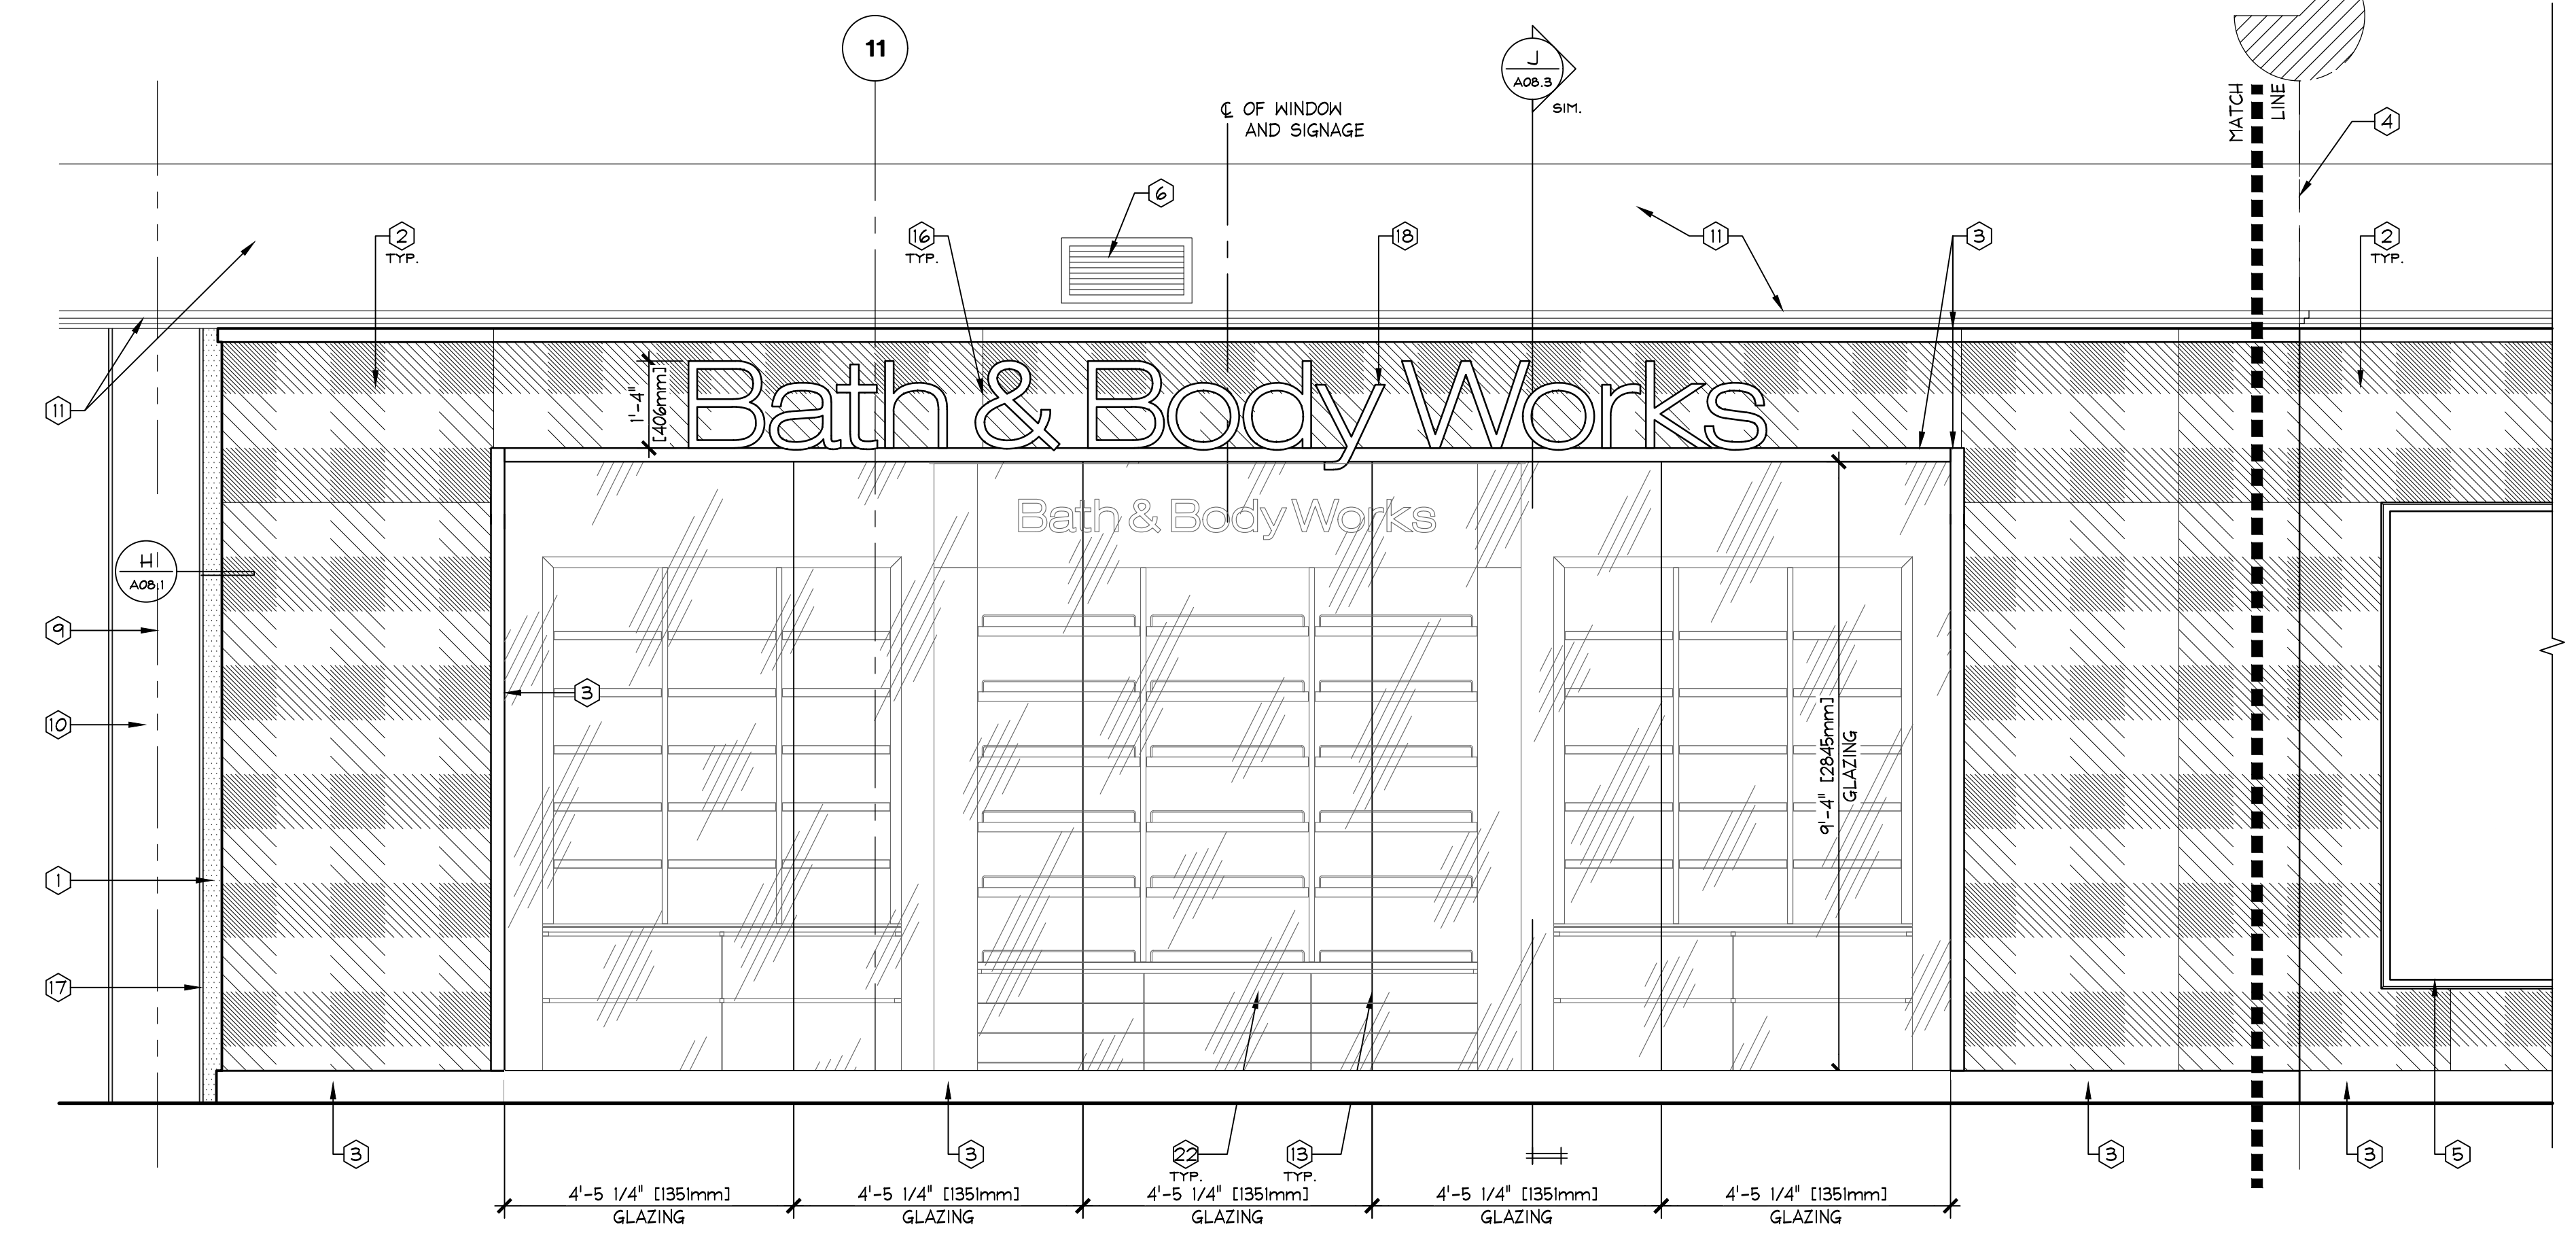 11
J
A08.3
SIM.
℄ OF WINDOW
AND SIGNAGE
MATCH
LINE
4
6
2
TYP.
16
TYP.
18
11
3
2
TYP.
11
1'-4"
[406mm]
Bath & Body Works
Bath & Body Works
H
A08.1
9
3
10
9'-4" [2845mm]
GLAZING
1
17
3
3
22
TYP.
13
TYP.
3
3
5
4'-5 1/4" [1351mm]
GLAZING
4'-5 1/4" [1351mm]
GLAZING
4'-5 1/4" [1351mm]
GLAZING
4'-5 1/4" [1351mm]
GLAZING
4'-5 1/4" [1351mm]
GLAZING